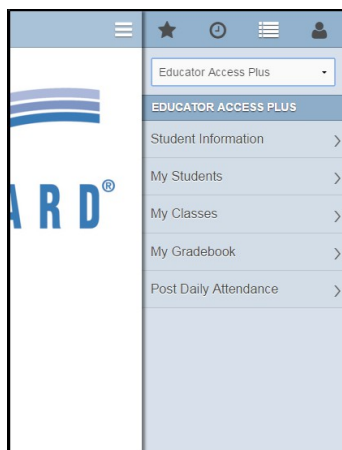 Educator Access Plus
EDUCATOR ACCESS PLUS
Student Information
My Students
My Classes
My Gradebook
Post Daily Attendance
ARD®